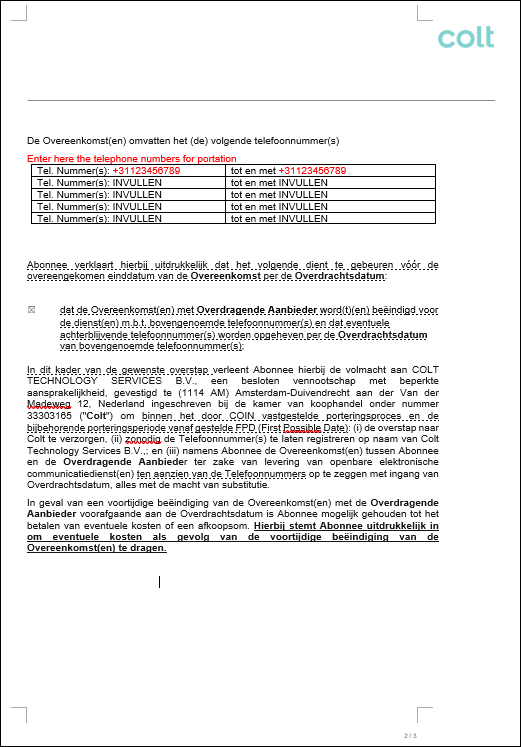 colt
De Overeenkomst(en) omvatten het (de) volgende telefoonnummer(s)
Enter here the telephone numbers for portation
Tel. Nummer(s): +31123456789 tot en met +31123456789
Tel. Nummer(s): INVULLEN tot en met INVULLEN
Tel. Nummer(s): INVULLEN tot en met INVULLEN
Tel. Nummer(s): INVULLEN tot en met INVULLEN
Tel. Nummer(s): INVULLEN tot en met INVULLEN
Abonnee verklaart hierbij uitdrukkelijk dat het volgende dient te gebeuren vóór de
overeengekomen einddatum van de Overeenkomst per de Overdrachtsdatum:
☒ dat de Overeenkomst(en) met Overdragende Aanbieder word(t)(en) beëindigd voor
de dienst(en) m.b.t. bovengenoemde telefoonnummer(s) en dat eventuele
achterblijvende telefoonnummer(s) worden opgeheven per de Overdrachtsdatum
van bovengenoemde telefoonnummer(s);
In dit kader van de gewenste overstap verleent Abonnee hierbij de volmacht aan COLT
TECHNOLOGY SERVICES B.V., een besloten vennootschap met beperkte
aansprakelijkheid, gevestigd te (1114 AM) Amsterdam-Duivendrecht aan der Van der
Madeweg 12, Nederland ingeschreven bij de kamer van koophandel onder nummer
33303165 ("Colt") om binnen het door COIN vastgestelde porteringsproces en de
bijbehorende porteringsperiode vanaf gestelde FPD (First Possible Date): (i) de overstap naar
Colt te verzorgen, (ii) zonodig de Telefoonnummer(s) te laten registreren op naam van Colt
Technology Services B.V..; en (iii) namens Abonnee de Overeenkomst(en) tussen Abonnee
en de Overdragende Aanbieder ter zake van levering van openbare elektronische
communicatiedienst(en) ten aanzien van de Telefoonnummers op te zeggen met ingang van
Overdrachtsdatum, alles met de macht van substitutie.
In geval van een voortijdige beëindiging van de Overeenkomst(en) met de Overdragende
Aanbieder voorafgaande aan de Overdrachtsdatum is Abonnee mogelijk gehouden tot het
betalen van eventuele kosten of een afkoopsom. Hierbij stemt Abonnee uitdrukkelijk in
om eventuele kosten als gevolg van de voortijdige beëindiging van de
Overeenkomst(en) te dragen.
2 / 3